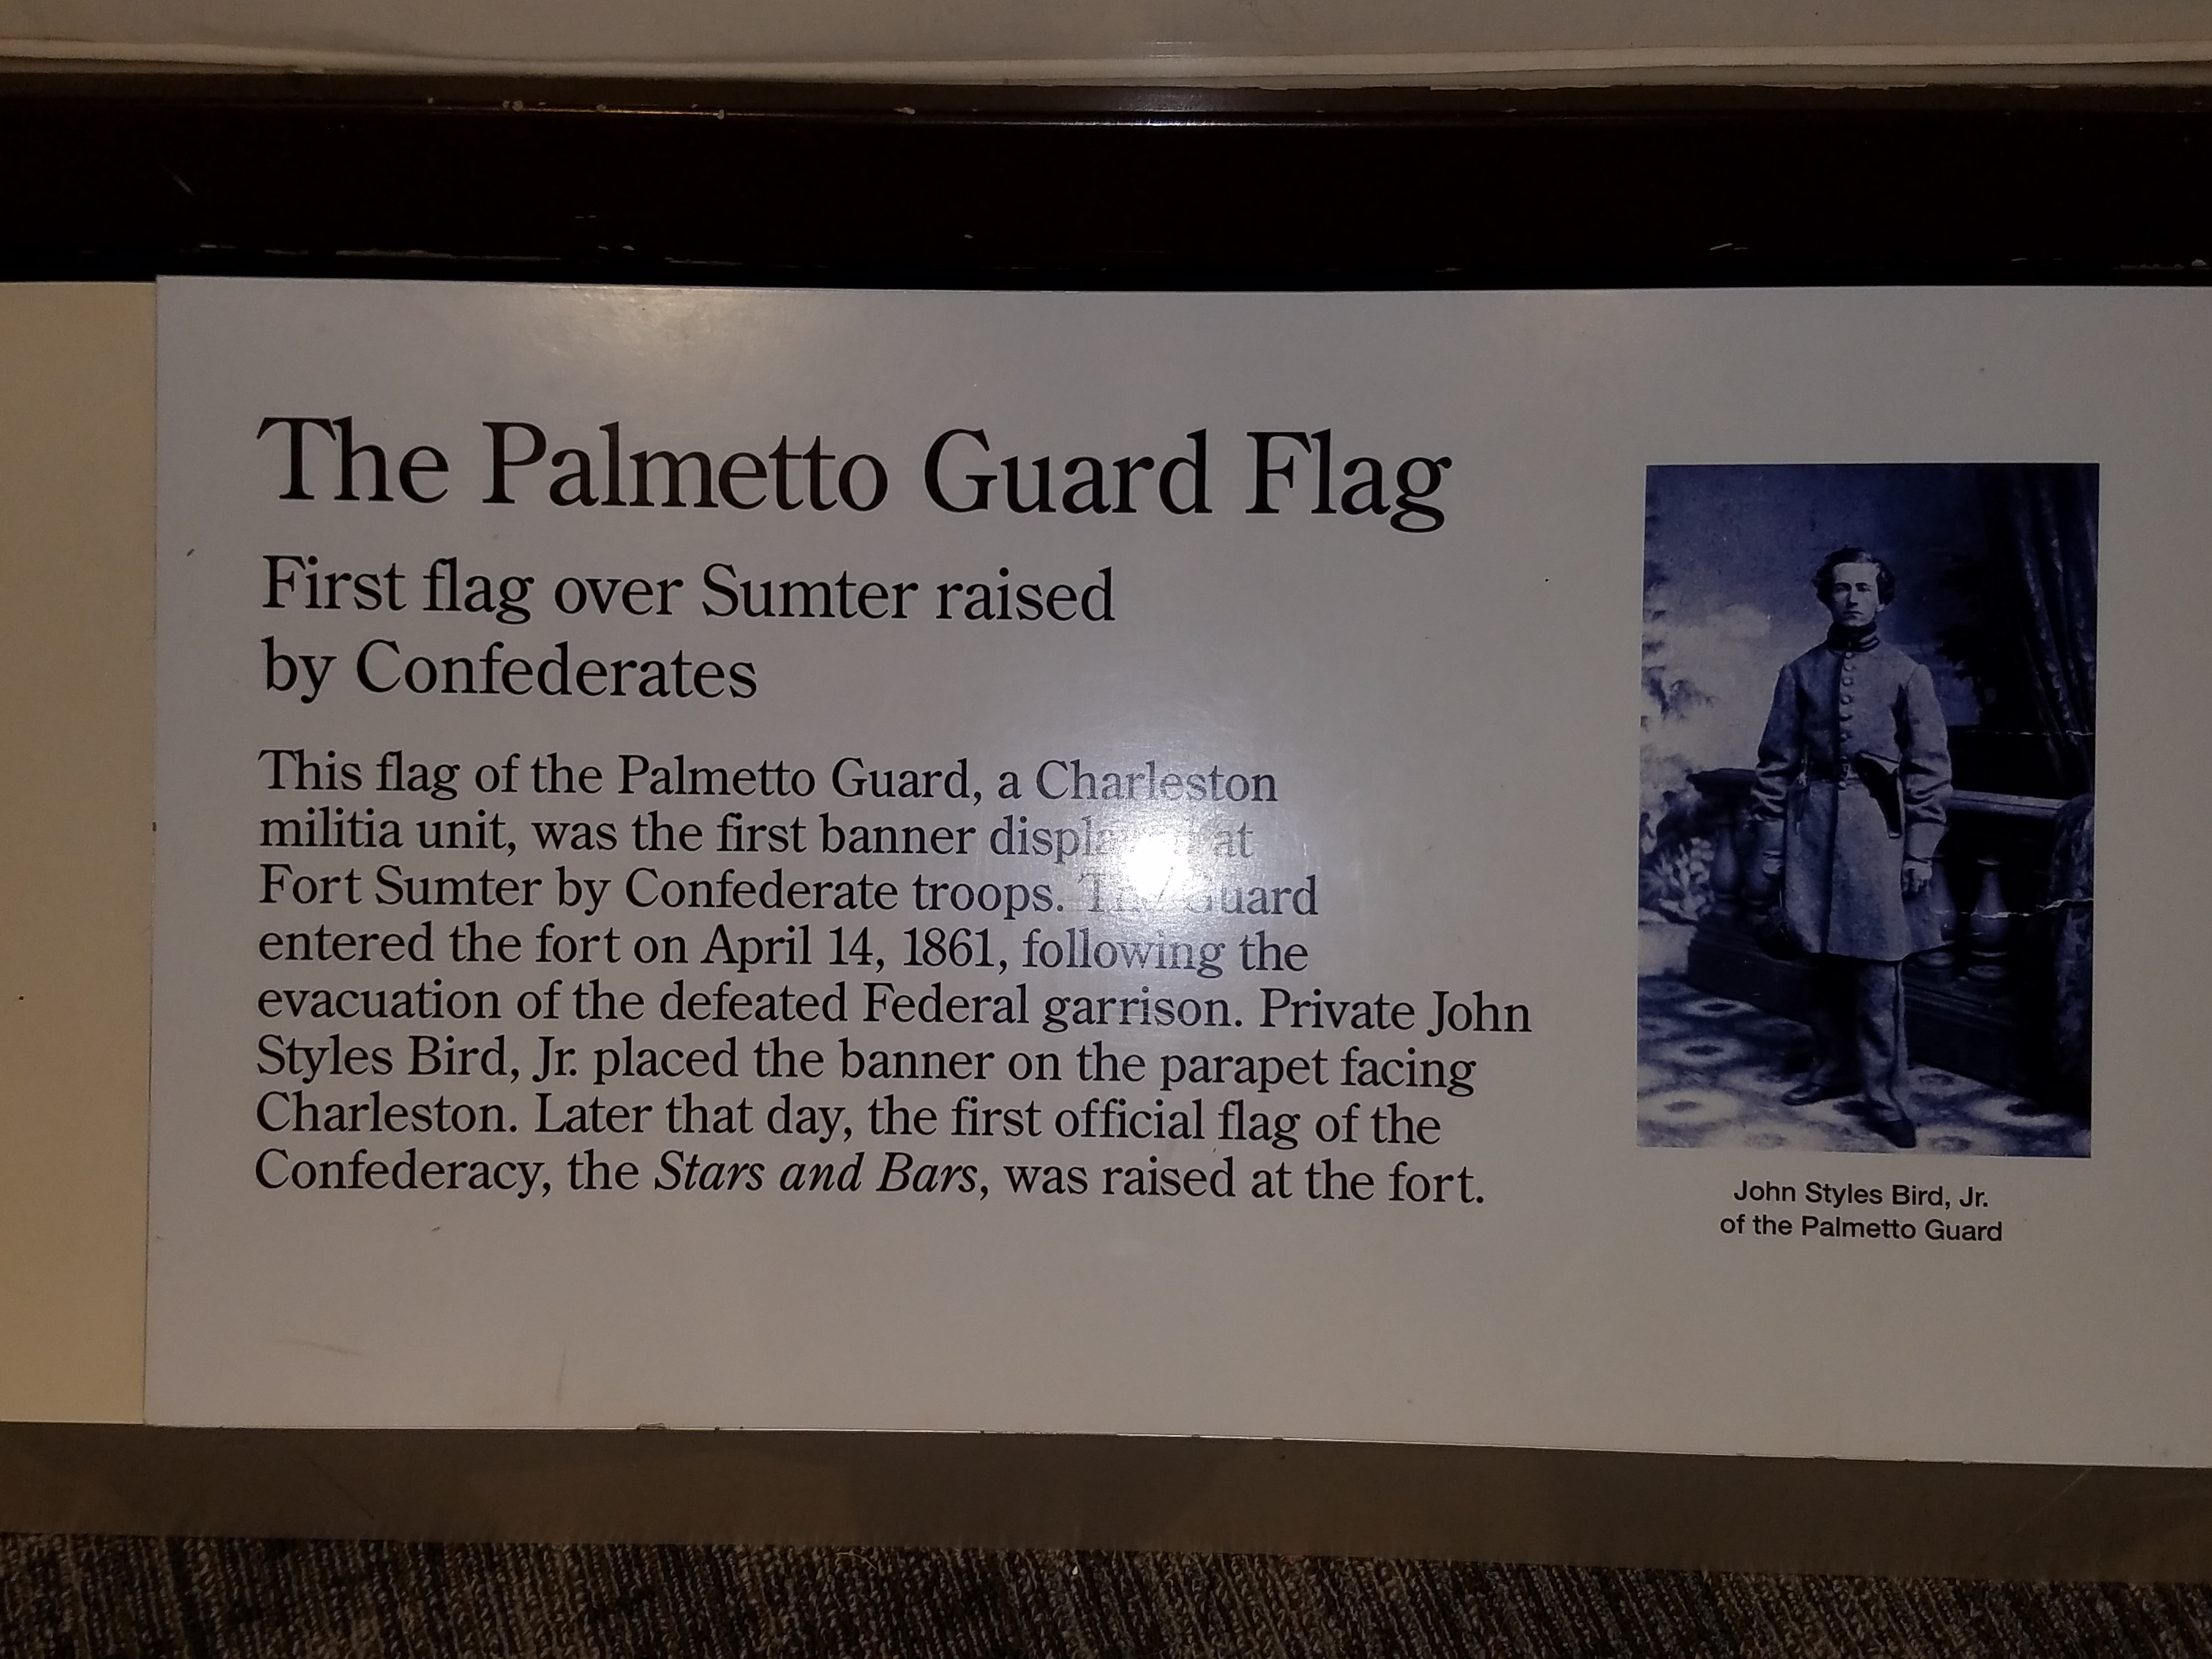 The Palmetto Guard Flag
First flag over Sumter raised
by Confederates
This flag of the Palmetto Guard, a Charleston
militia unit, was the first banner displayed at
Fort Sumter by Confederate troops. The Guard
entered the fort on April 14, 1861, following the
evacuation of the defeated Federal garrison. Private John
Styles Bird, Jr. placed the banner on the parapet facing
Charleston. Later that day, the first official flag of the
Confederacy, the Stars and Bars, was raised at the fort.
John Styles Bird, Jr.
of the Palmetto Guard